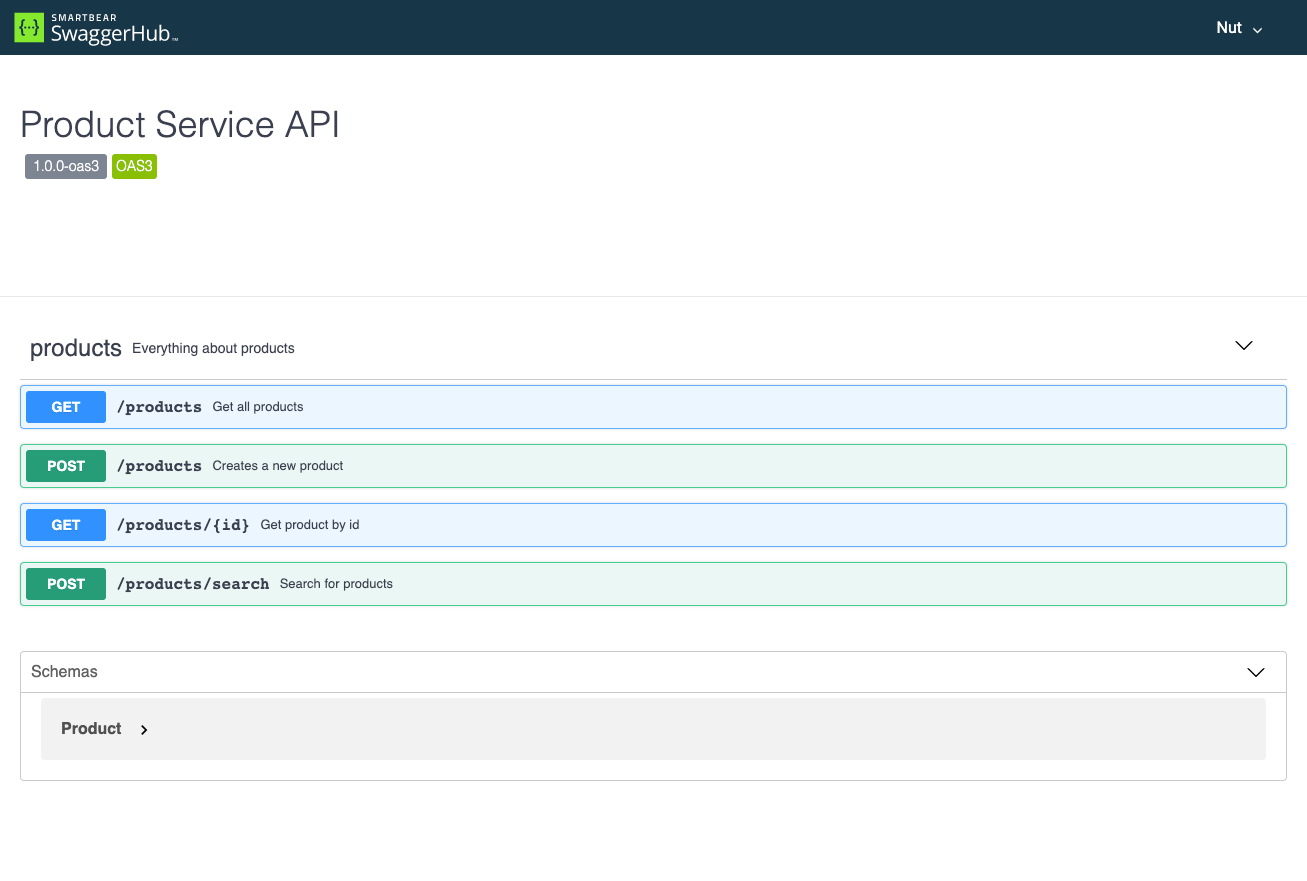 {···} SMARTBEAR
SwaggerHub™
Nut
Product Service API
1.0.0-oas3 OAS3
products Everything about products
GET /products Get all products
POST /products Creates a new product
GET /products/{id} Get product by id
POST /products/search Search for products
Schemas
Product